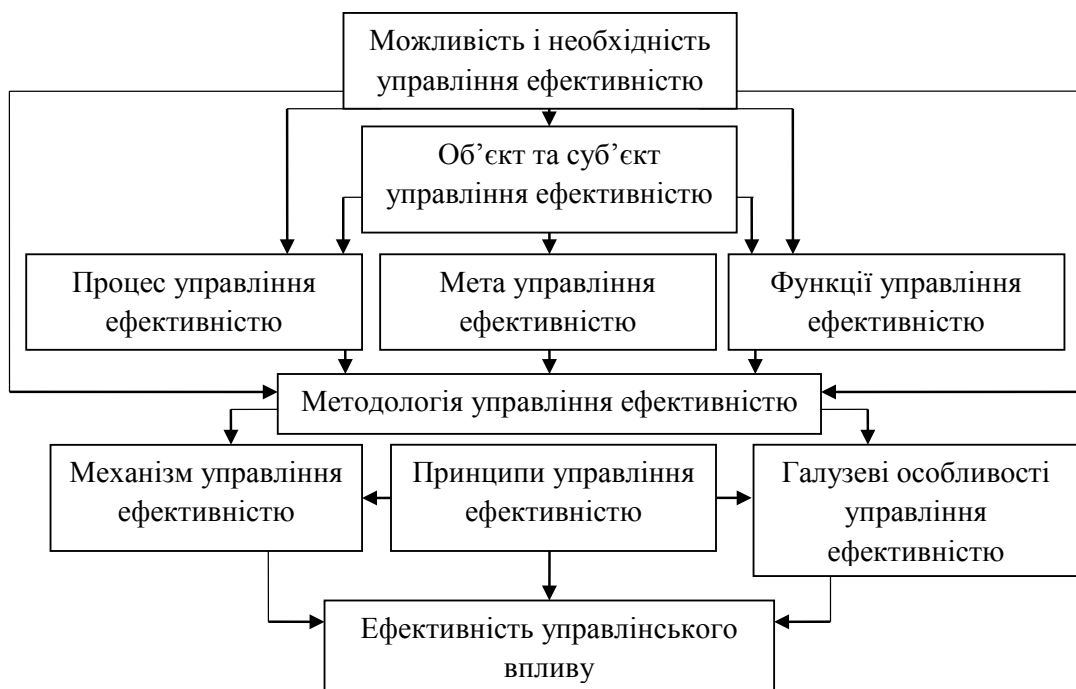 Можливість і необхідність
управління ефективністю
Об’єкт та суб’єкт
управління ефективністю
Процес управління
ефективністю
Мета управління
ефективністю
Функції управління
ефективністю
Методологія управління ефективністю
Механізм управління
ефективністю
Принципи управління
ефективністю
Галузеві особливості
управління
ефективністю
Ефективність управлінського
впливу